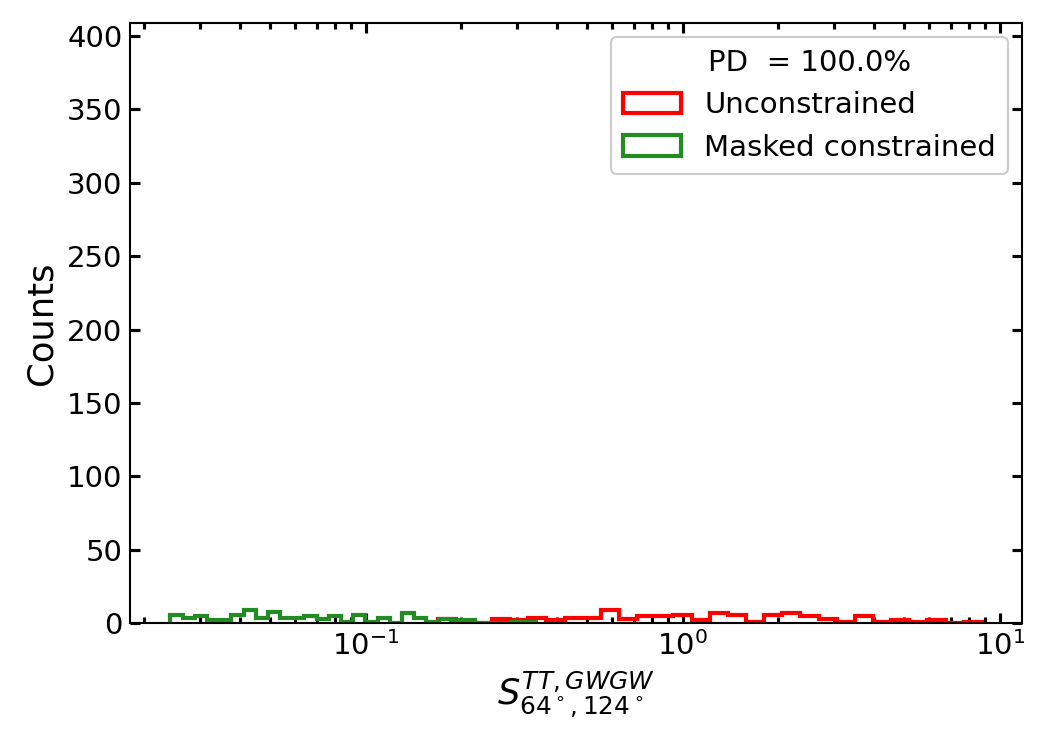 PD = 100.0%
Unconstrained
Masked constrained
Counts
400
350
300
250
200
150
100
50
0
10⁻¹
10⁰
10¹
S^{TT,GWGW}_{64°,124°}